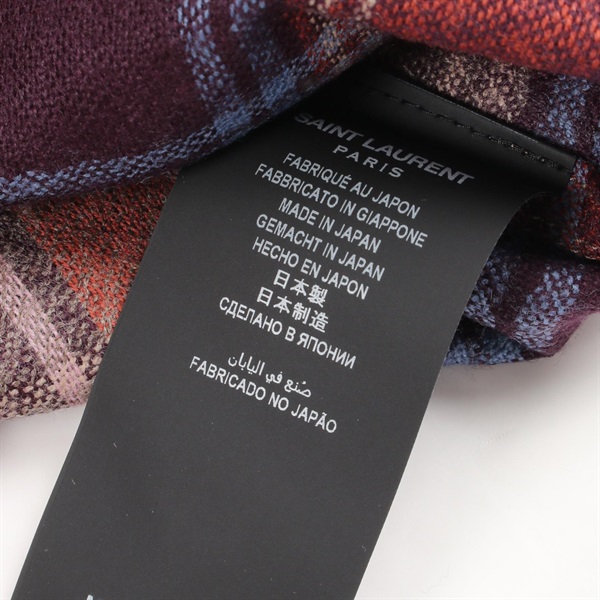 SAINT LAURENT
PARIS
FABRIQUÉ AU JAPON
FABBRICATO IN GIAPPONE
MADE IN JAPAN
GEMACHT IN JAPAN
HECHO EN JAPON
日本製
日本制造
СДЕЛАНО В ЯПОНИИ
صنع في اليابان
FABRICADO NO JAPÃO